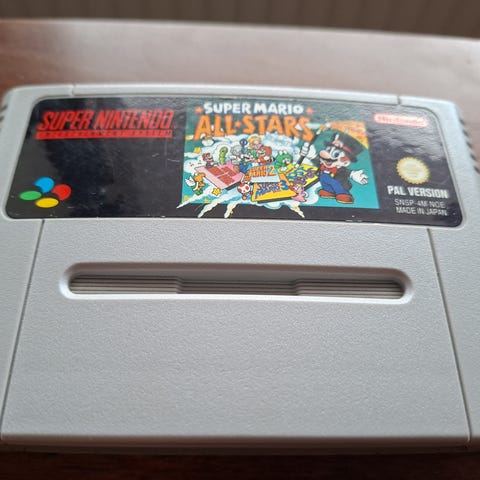 SUPER NINTENDO
ENTERTAINMENT SYSTEM
SUPER MARIO
ALL★STARS
Nintendo
PAL VERSION
SNSP-4M-NOE
MADE IN JAPAN